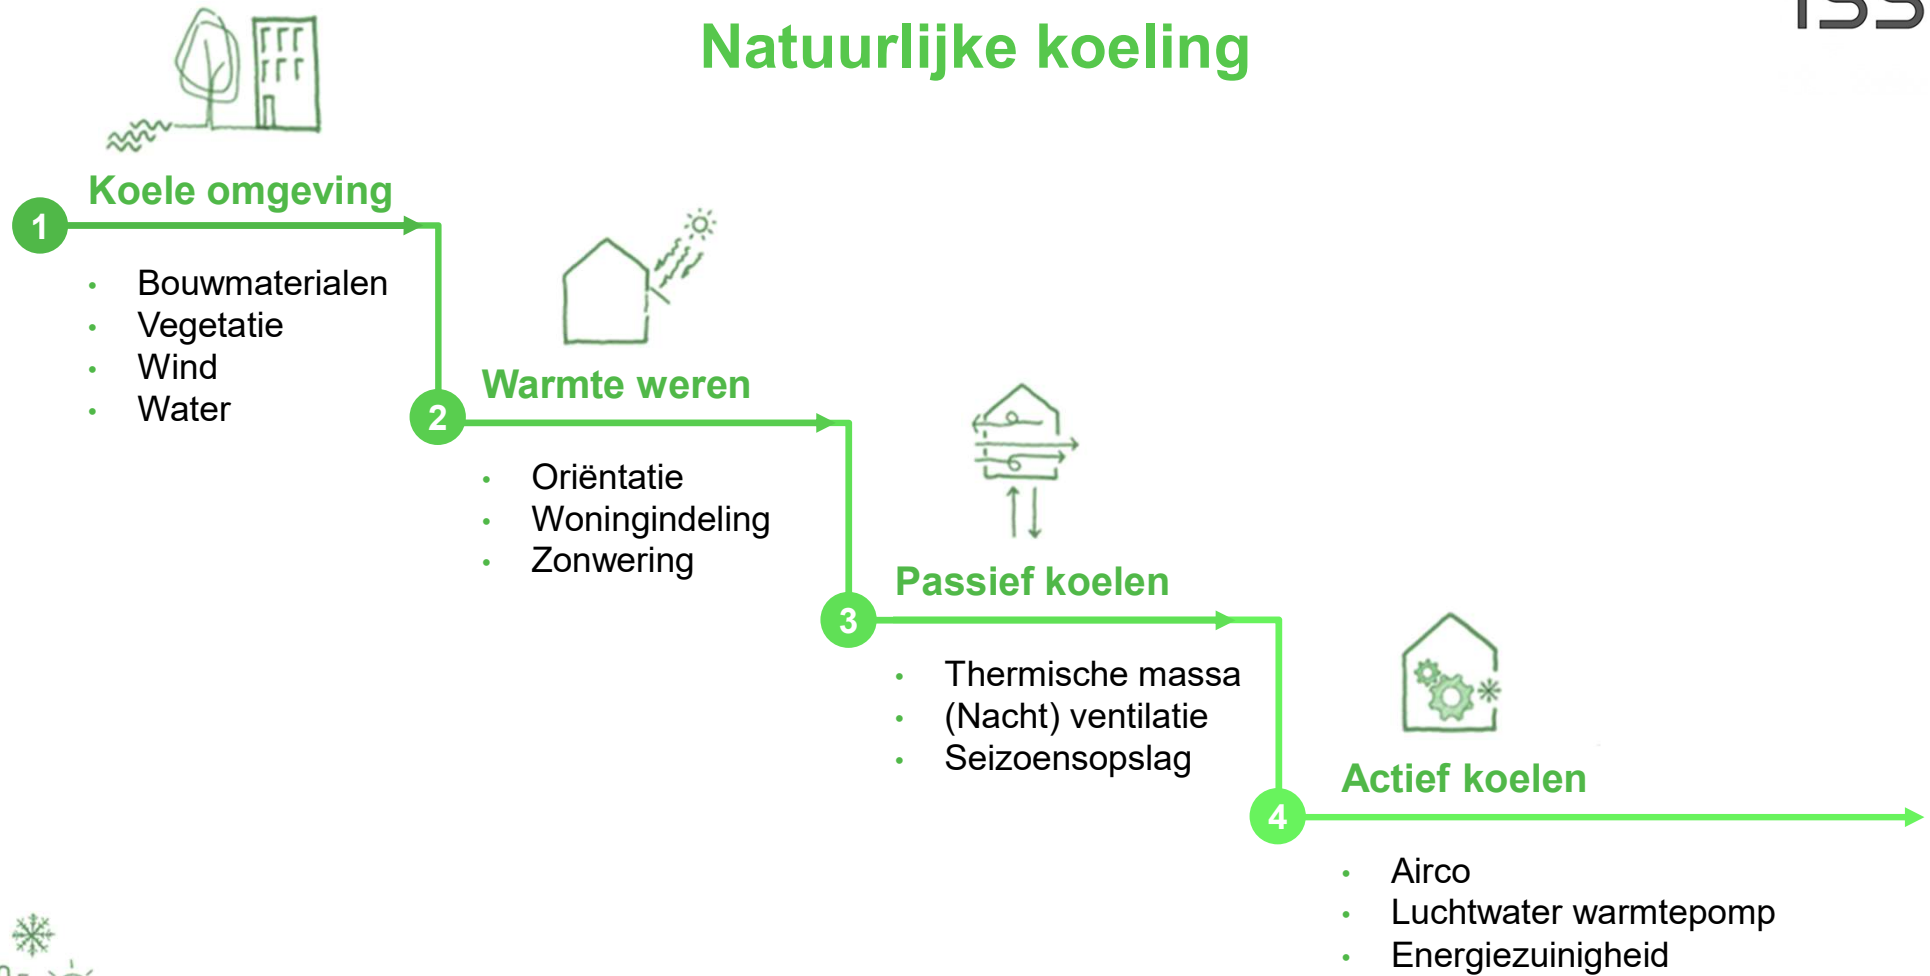 Natuurlijke koeling
Koele omgeving
1
• Bouwmaterialen
• Vegetatie
• Wind
• Water
Warmte weren
2
• Oriëntatie
• Woningindeling
• Zonwering
Passief koelen
3
• Thermische massa
• (Nacht) ventilatie
• Seizoensopslag
Actief koelen
4
• Airco
• Luchtwater warmtepomp
• Energiezuinigheid